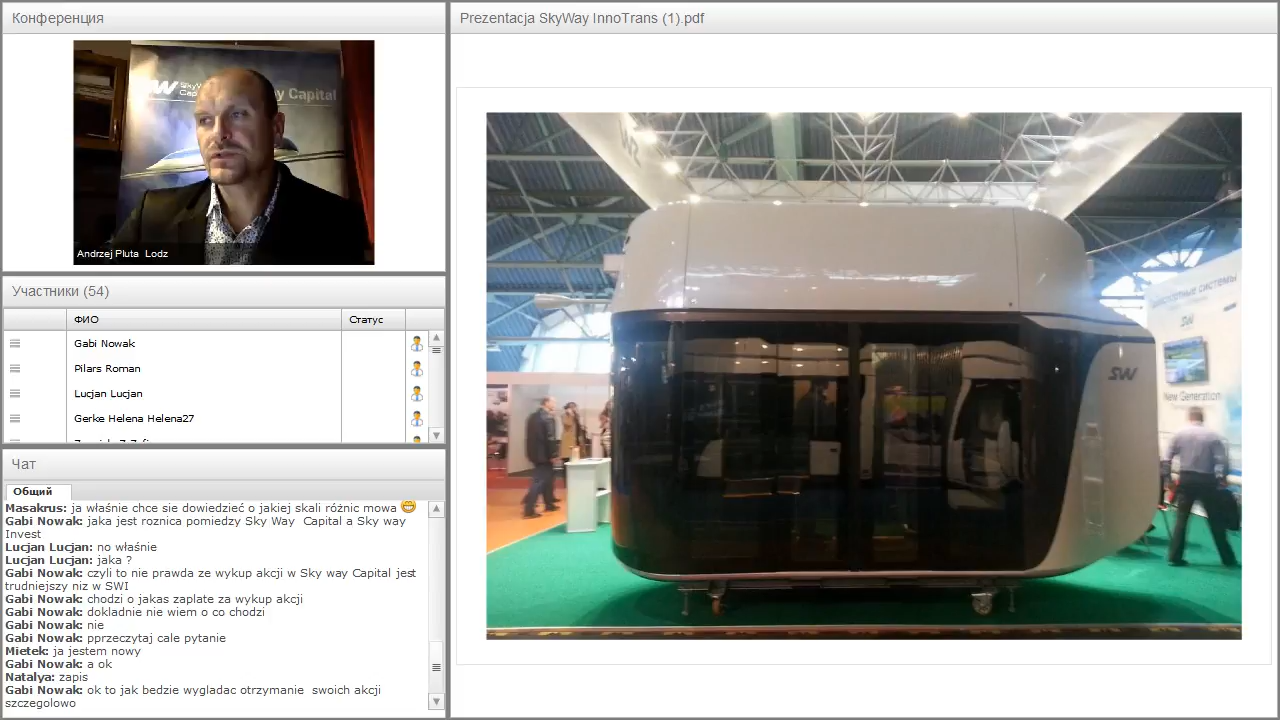 Конференция
SkyWay Capital
Andrzej Pluta Lodz
Участники (54)
ФИО
Статус
Gabi Nowak
Pilars Roman
Lucjan Lucjan
Gerke Helena Helena27
Чат
Общий
Masakrus: ja właśnie chce sie dowiedzieć o jakiej skali różnic mowa
Gabi Nowak: jaka jest roznica pomiedzy Sky Way Capital a Sky way
Invest
Lucjan Lucjan: no właśnie
Lucjan Lucjan: jaka ?
Gabi Nowak: czyli to nie prawda ze wykup akcji w Sky way Capital jest
trudniejszy niz w SWI
Gabi Nowak: chodzi o jakas zaplate za wykup akcji
Gabi Nowak: dokladnie nie wiem o co chodzi
Gabi Nowak: nie
Gabi Nowak: pprzeczytaj cale pytanie
Mietek: ja jestem nowy
Gabi Nowak: a ok
Natalya: zapis
Gabi Nowak: ok to jak bedzie wygladac otrzymanie swoich akcji
szczegolowo
Prezentacja SkyWay InnoTrans (1).pdf
SW
SW
New Generation